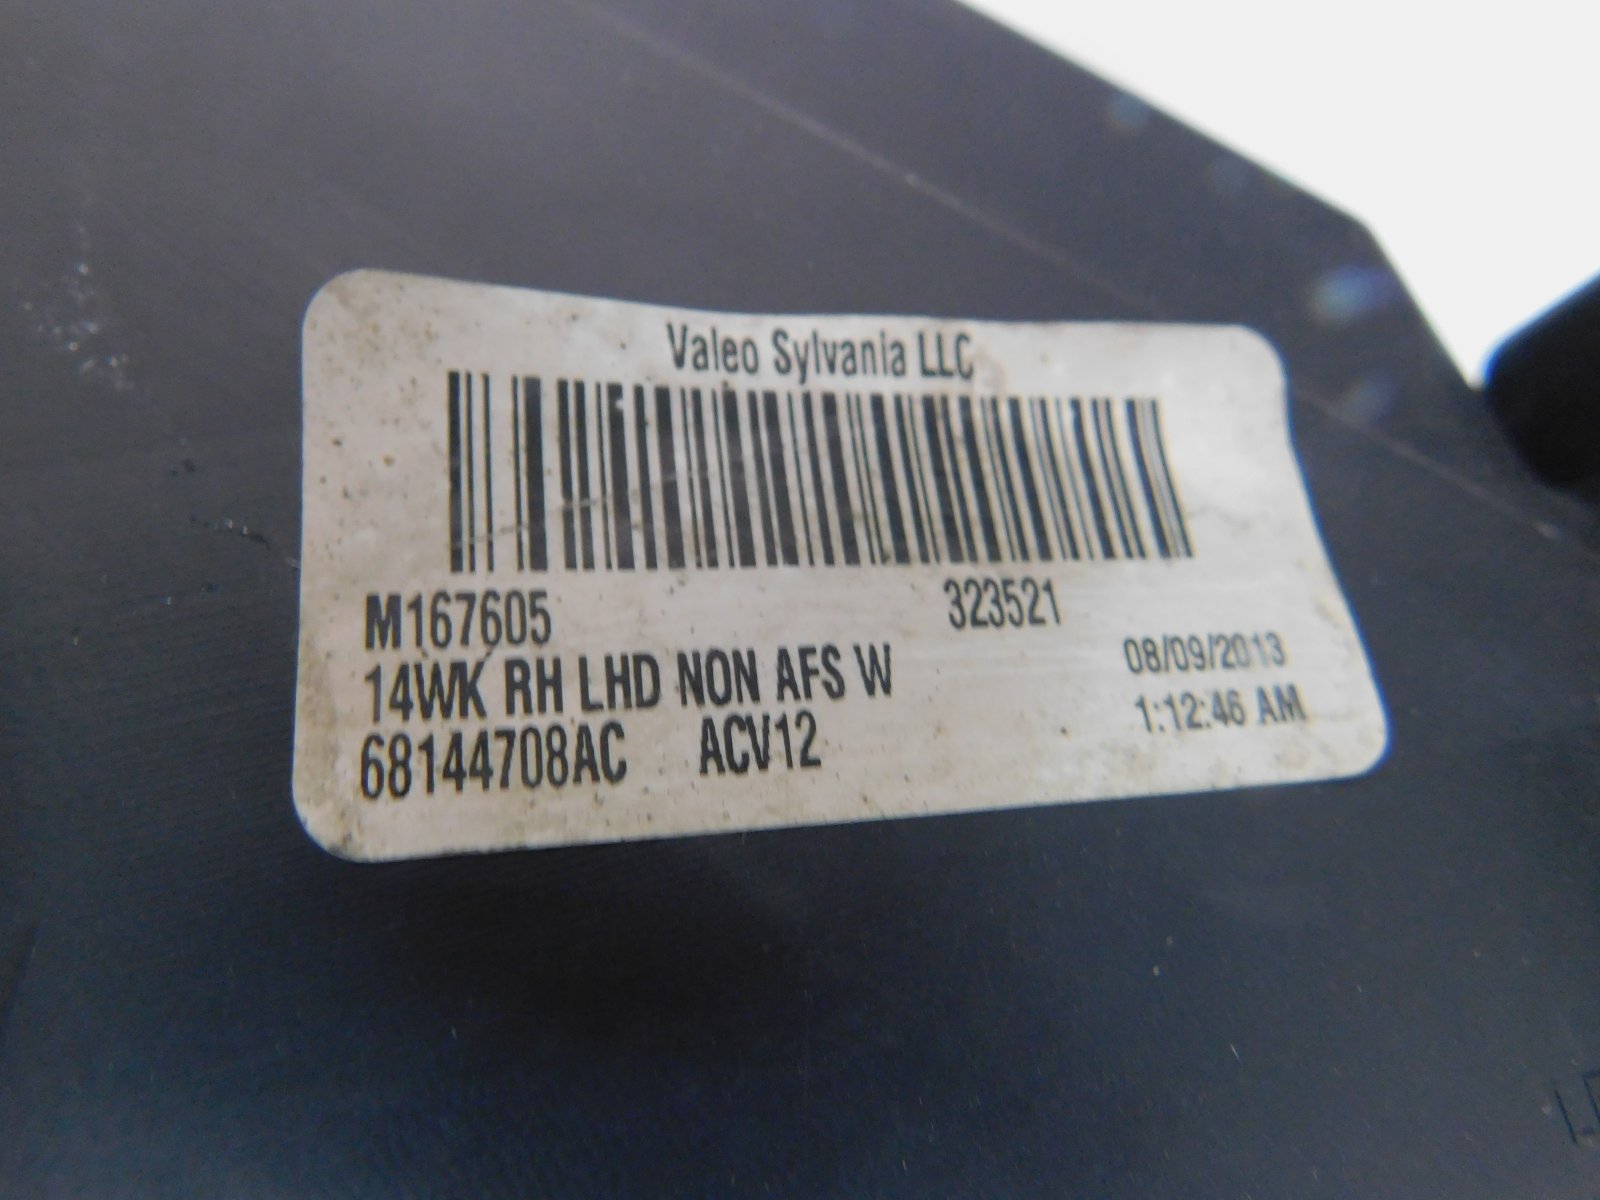 Valeo Sylvania LLC
M167605 323521
14WK RH LHD NON AFS W 08/09/2013
68144708AC ACV12 1:12:46 AM